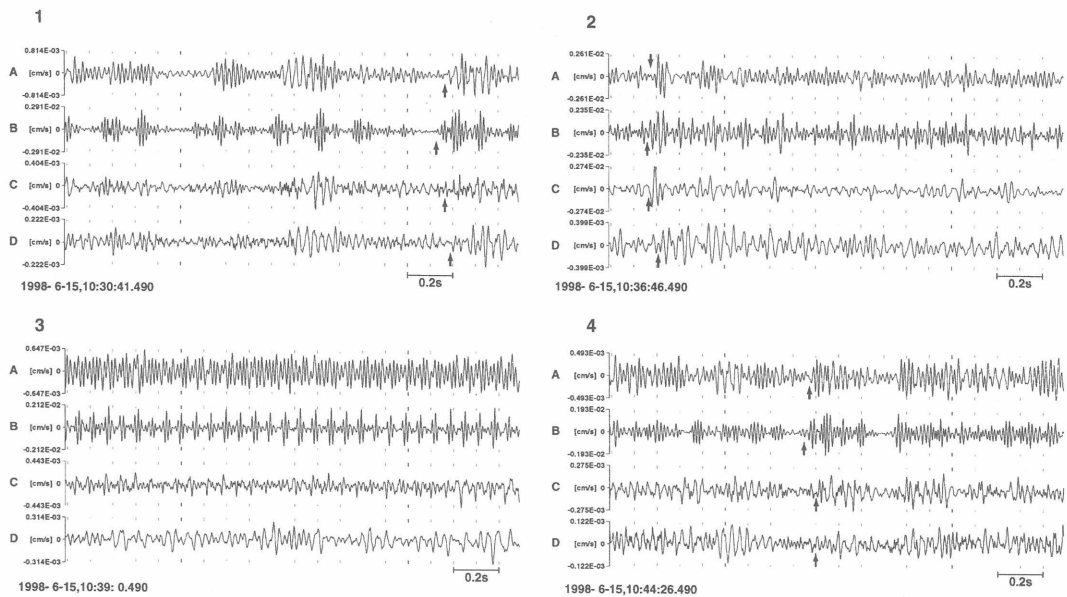 1
0.814E-03
A [cm/s] 0
-0.814E-03
0.291E-02
B [cm/s] 0
-0.291E-02
0.404E-03
C [cm/s] 0
-0.404E-03
0.222E-03
D [cm/s] 0
-0.222E-03
0.2s
1998- 6-15,10:30:41.490
2
0.261E-02
A [cm/s] 0
-0.261E-02
0.235E-02
B [cm/s] 0
-0.235E-02
0.274E-02
C [cm/s] 0
-0.274E-02
0.399E-03
D [cm/s] 0
-0.399E-03
0.2s
1998- 6-15,10:36:46.490
3
0.647E-03
A [cm/s] 0
-0.647E-03
0.212E-02
B [cm/s] 0
-0.212E-02
0.443E-03
C [cm/s] 0
-0.443E-03
0.314E-03
D [cm/s] 0
-0.314E-03
0.2s
1998- 6-15,10:39: 0.490
4
0.493E-03
A [cm/s] 0
-0.493E-03
0.193E-02
B [cm/s] 0
-0.193E-02
0.275E-03
C [cm/s] 0
-0.275E-03
0.122E-03
D [cm/s] 0
-0.122E-03
0.2s
1998- 6-15,10:44:26.490